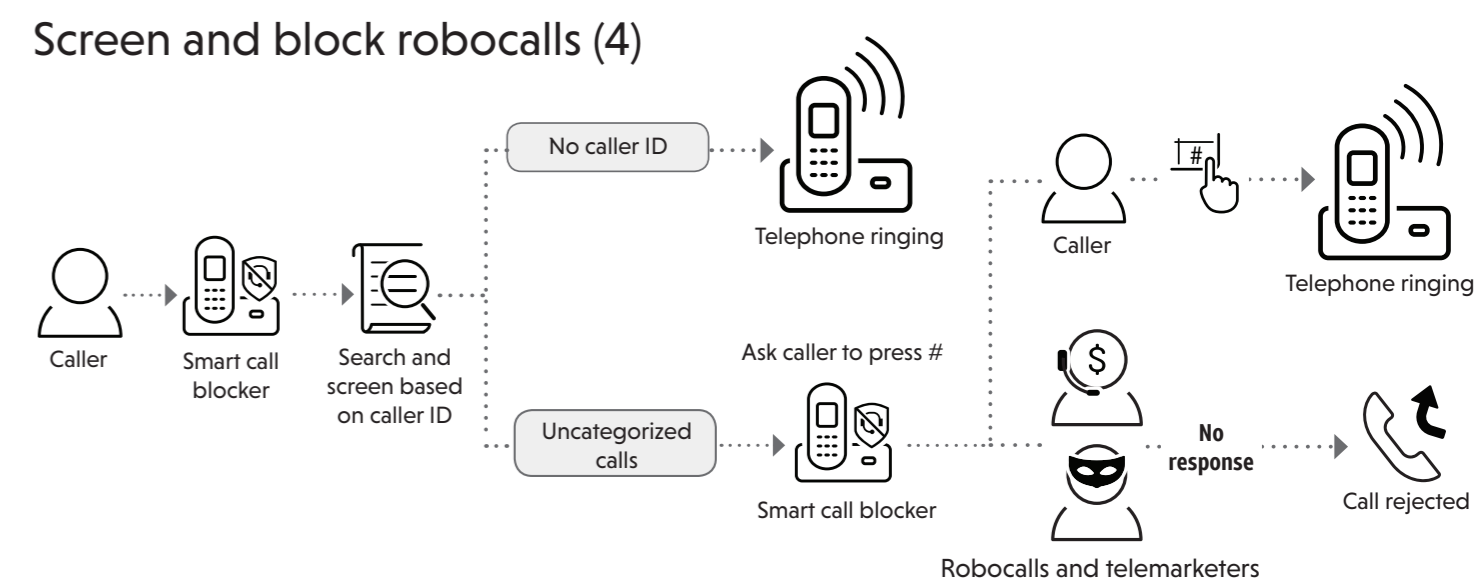 Screen and block robocalls (4)
No caller ID
Telephone ringing
#
Caller
Telephone ringing
Caller
Smart call
blocker
Search and
screen based
on caller ID
Ask caller to press #
Uncategorized
calls
Smart call blocker
$
No
response
Call rejected
Robocalls and telemarketers